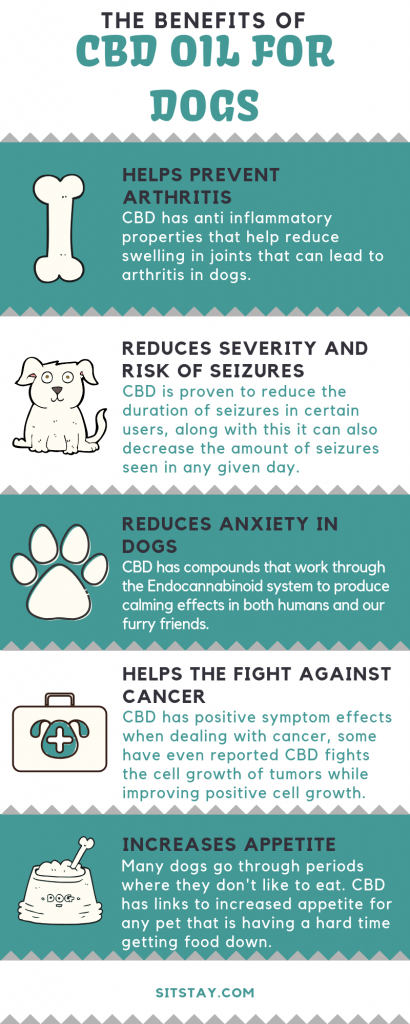 THE BENEFITS OF
CBD OIL FOR
DOGS
HELPS PREVENT
ARTHRITIS
CBD has anti inflammatory
properties that help reduce
swelling in joints that can lead to
arthritis in dogs.
REDUCES SEVERITY AND
RISK OF SEIZURES
CBD is proven to reduce the
duration of seizures in certain
users, along with this it can also
decrease the amount of seizures
seen in any given day.
REDUCES ANXIETY IN
DOGS
CBD has compounds that work through
the Endocannabinoid system to produce
calming effects in both humans and our
furry friends.
HELPS THE FIGHT AGAINST
CANCER
CBD has positive symptom effects
when dealing with cancer, some
have even reported CBD fights
the cell growth of tumors while
improving positive cell growth.
INCREASES APPETITE
Many dogs go through periods
where they don't like to eat. CBD
has links to increased appetite for
any pet that is having a hard time
getting food down.
DOG
SITSTAY.COM